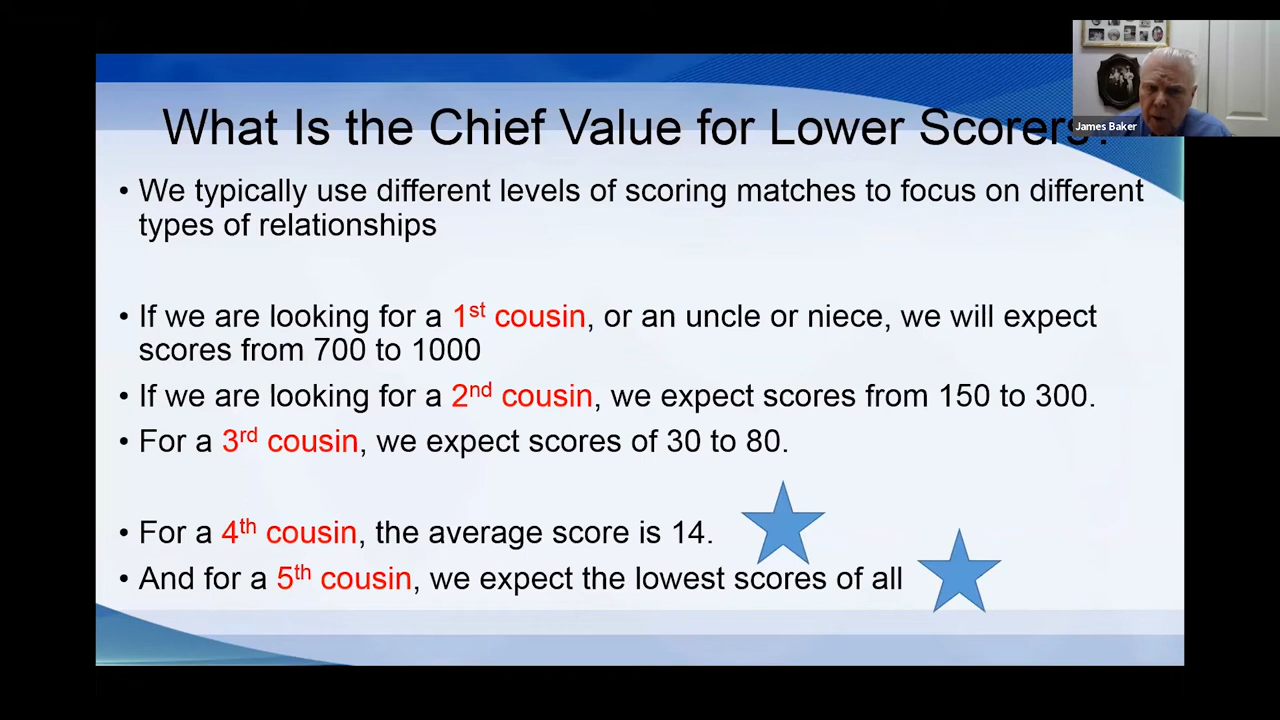 What Is the Chief Value for Lower Scorers?
James Baker
• We typically use different levels of scoring matches to focus on different
types of relationships
• If we are looking for a 1st cousin, or an uncle or niece, we will expect
scores from 700 to 1000
• If we are looking for a 2nd cousin, we expect scores from 150 to 300.
• For a 3rd cousin, we expect scores of 30 to 80.
• For a 4th cousin, the average score is 14.
• And for a 5th cousin, we expect the lowest scores of all